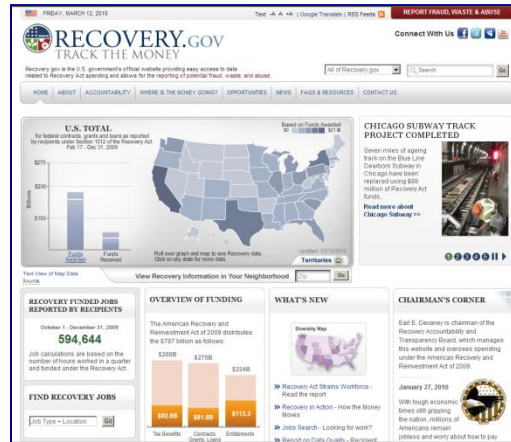 FRIDAY, MARCH 12, 2010
Text: -A A +A | Google Translate | RSS Feeds
REPORT FRAUD, WASTE & ABUSE
RECOVERY.GOV
TRACK THE MONEY
Connect With Us
Recovery.gov is the U.S. government's official website providing easy access to data
related to Recovery Act spending and allows for the reporting of potential fraud, waste, and abuse.
All of Recovery.gov
Search
Go
HOME ABOUT ACCOUNTABILITY WHERE IS THE MONEY GOING? OPPORTUNITIES NEWS FAQS & RESOURCES CONTACT US
U.S. TOTAL
for federal contracts, grants and loans as reported
by recipients under Section 1512 of the Recovery Act.
Feb 17 - Dec 31, 2009
$275
$200
$100
Billions
Funds
Awarded
Funds
Received
Based on Funds Awarded
$0
Roll over graph and map to see Recovery data.
Click on any state for more data.
Territories
Text View of Map Data
Source
View Recovery Information in Your Neighborhood
Zip
Go
CHICAGO SUBWAY TRACK
PROJECT COMPLETED
Seven miles of ageing
track on the Blue Line
Dearborn Subway in
Chicago have been
replaced using $89
million of Recovery Act
funds.
Read more about
Chicago Subway >>
1 2 3 4 5
RECOVERY FUNDED JOBS
REPORTED BY RECIPIENTS
October 1 - December 31, 2009
594,644
Job calculations are based on the
number of hours worked in a quarter
and funded under the Recovery Act.
FIND RECOVERY JOBS
Job Type + Location
Go
OVERVIEW OF FUNDING
The American Recovery and
Reinvestment Act of 2009 distributes
the $787 billion as follows:
$288B
$275B
$224B
$92.8B
$81.6B
$113.3
Tax Benefits
Contracts,
Grants, Loans
Entitlements
WHAT'S NEW
Diversity Map
>> Recovery Act Strains Workforce -
Read the report
>> Recovery in Action - How the Money
Moves
>> Jobs Search - Looking for work?
>> Report on Data Quality - Recipient
CHAIRMAN'S CORNER
Earl E. Devaney is chairman of the
Recovery Accountability and
Transparency Board, which manages
this website and oversees spending
under the American Recovery and
Reinvestment Act of 2009.
January 27, 2010
With tough economic
times still gripping
the nation, millions of
Americans remain
jobless and worry about how to pay